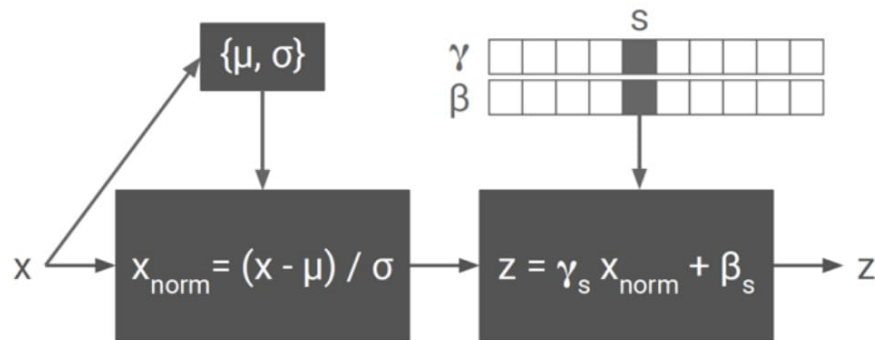 s
{μ, σ}
γ
β
x
x_norm = (x - μ) / σ
z = γ_s x_norm + β_s
z